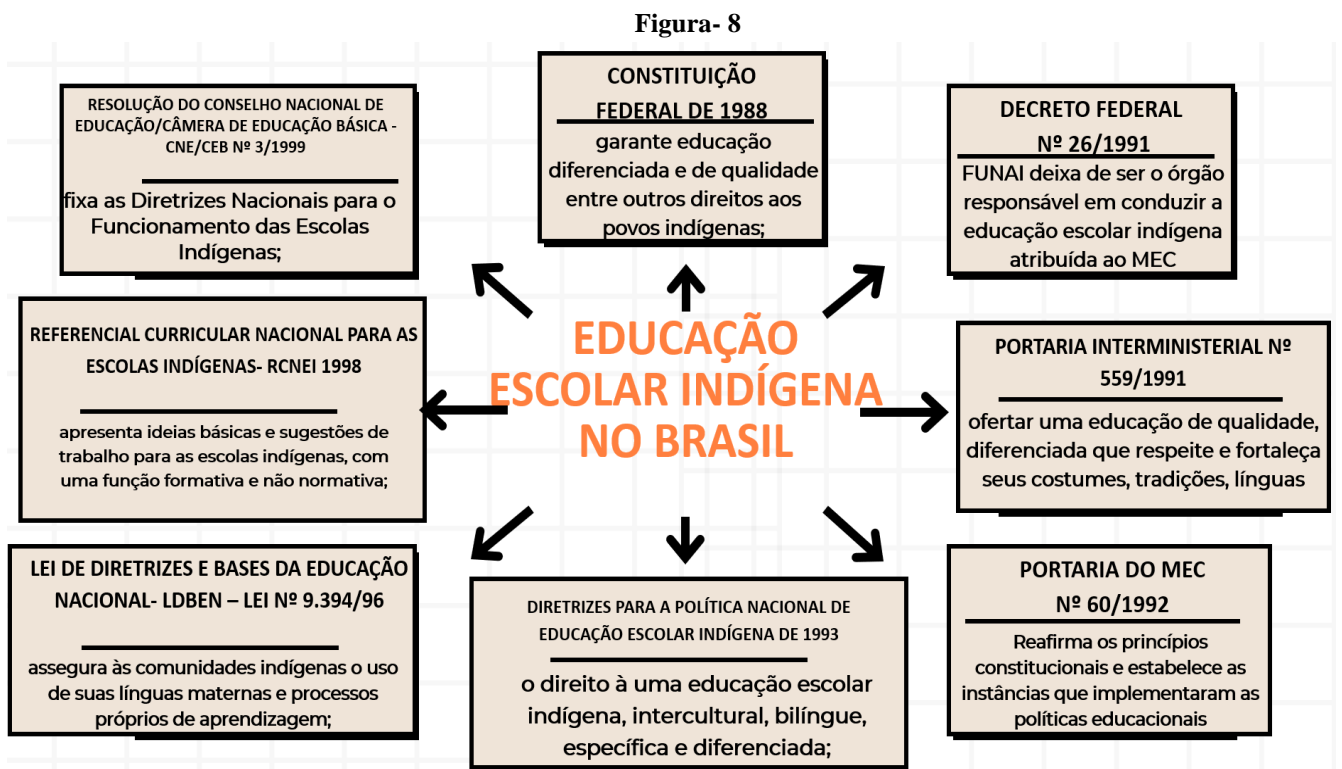 Figura- 8
RESOLUÇÃO DO CONSELHO NACIONAL DE
EDUCAÇÃO/CÂMERA DE EDUCAÇÃO BÁSICA -
CNE/CEB Nº 3/1999
fixa as Diretrizes Nacionais para o
Funcionamento das Escolas
Indígenas;
CONSTITUIÇÃO
FEDERAL DE 1988
garante educação
diferenciada e de qualidade
entre outros direitos aos
povos indígenas;
DECRETO FEDERAL
Nº 26/1991
FUNAI deixa de ser o órgão
responsável em conduzir a
educação escolar indígena
atribuída ao MEC
REFERENCIAL CURRICULAR NACIONAL PARA AS
ESCOLAS INDÍGENAS- RCNEI 1998
apresenta ideias básicas e sugestões de
trabalho para as escolas indígenas, com
uma função formativa e não normativa;
EDUCAÇÃO
ESCOLAR INDÍGENA
NO BRASIL
PORTARIA INTERMINISTERIAL Nº
559/1991
ofertar uma educação de qualidade,
diferenciada que respeite e fortaleça
seus costumes, tradições, línguas
LEI DE DIRETRIZES E BASES DA EDUCAÇÃO
NACIONAL- LDBEN – LEI Nº 9.394/96
assegura às comunidades indígenas o uso
de suas línguas maternas e processos
próprios de aprendizagem;
DIRETRIZES PARA A POLÍTICA NACIONAL DE
EDUCAÇÃO ESCOLAR INDÍGENA DE 1993
o direito à uma educação escolar
indígena, intercultural, bilíngue,
específica e diferenciada;
PORTARIA DO MEC
Nº 60/1992
Reafirma os princípios
constitucionais e estabelece as
instâncias que implementaram as
políticas educacionais